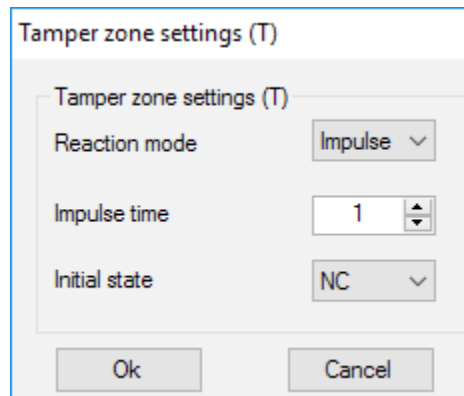 Tamper zone settings (T)
Tamper zone settings (T)
Reaction mode Impulse
Impulse time 1
Initial state NC
Ok Cancel